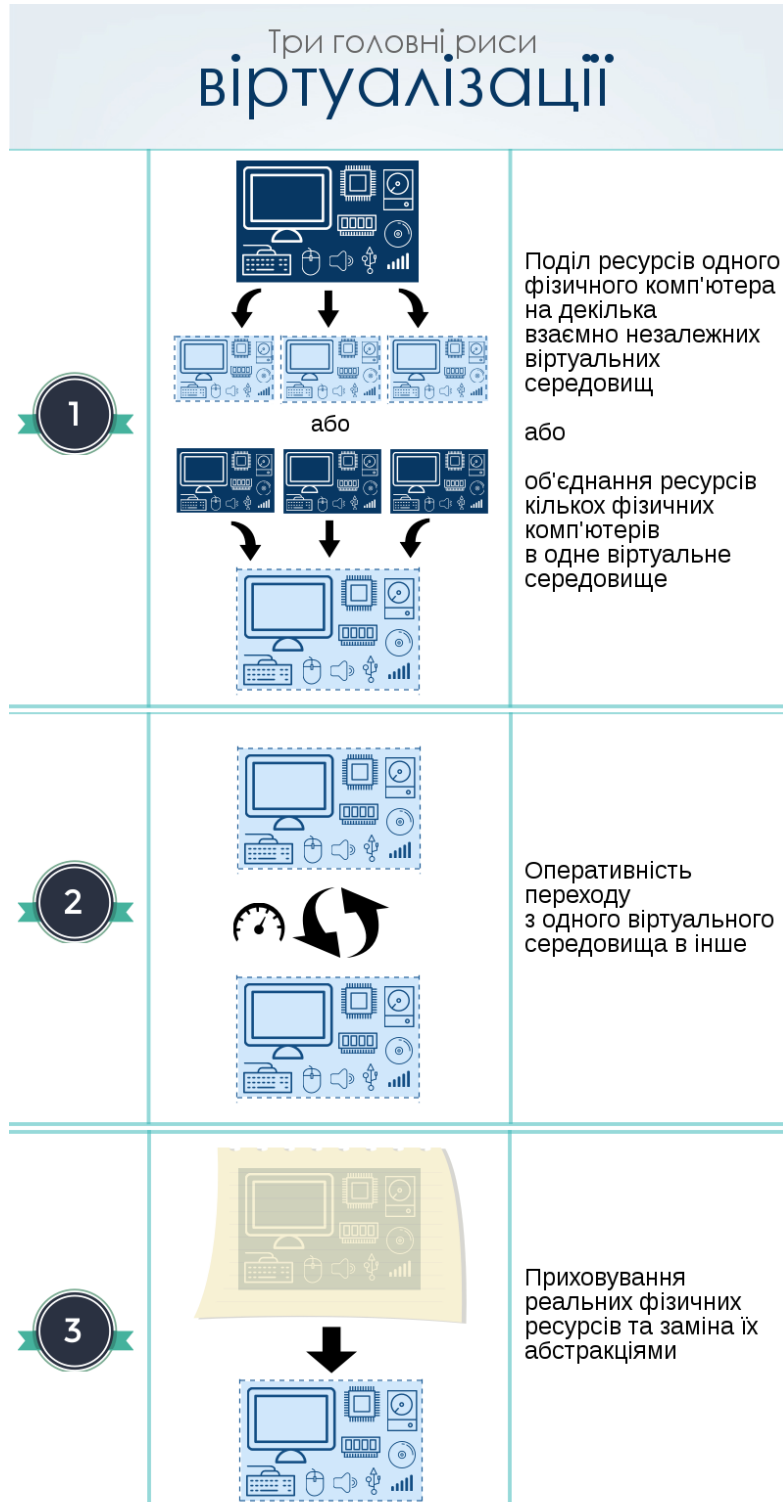 Три головні риси
віртуалізації
1
або
Поділ ресурсів одного
фізичного комп'ютера
на декілька
взаємно незалежних
віртуальних
середовищ
або
об'єднання ресурсів
кількох фізичних
комп'ютерів
в одне віртуальне
середовище
2
Оперативність
переходу
з одного віртуального
середовища в інше
3
Приховування
реальних фізичних
ресурсів та заміна їх
абстракціями